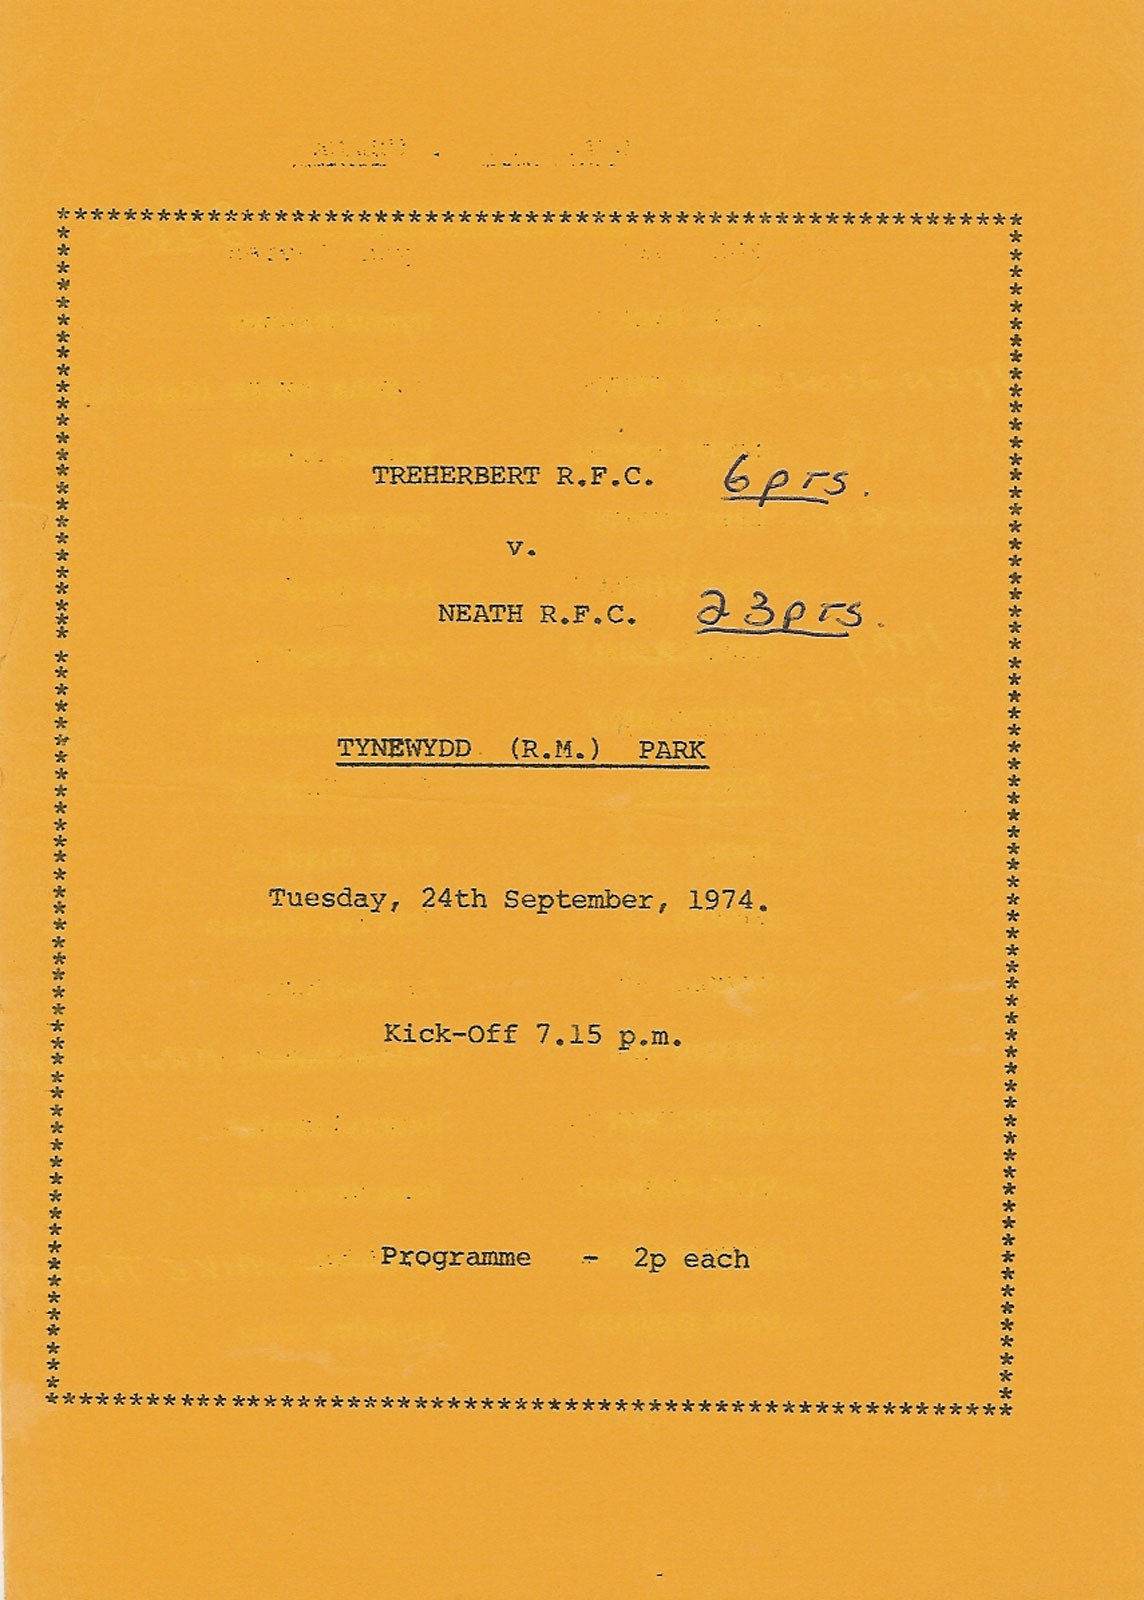 TREHERBERT R.F.C. 6pts.
v.
NEATH R.F.C. 23pts.
TYNEWYDD (R.M.) PARK
Tuesday, 24th September, 1974.
Kick-Off 7.15 p.m.
Programme - 2p each